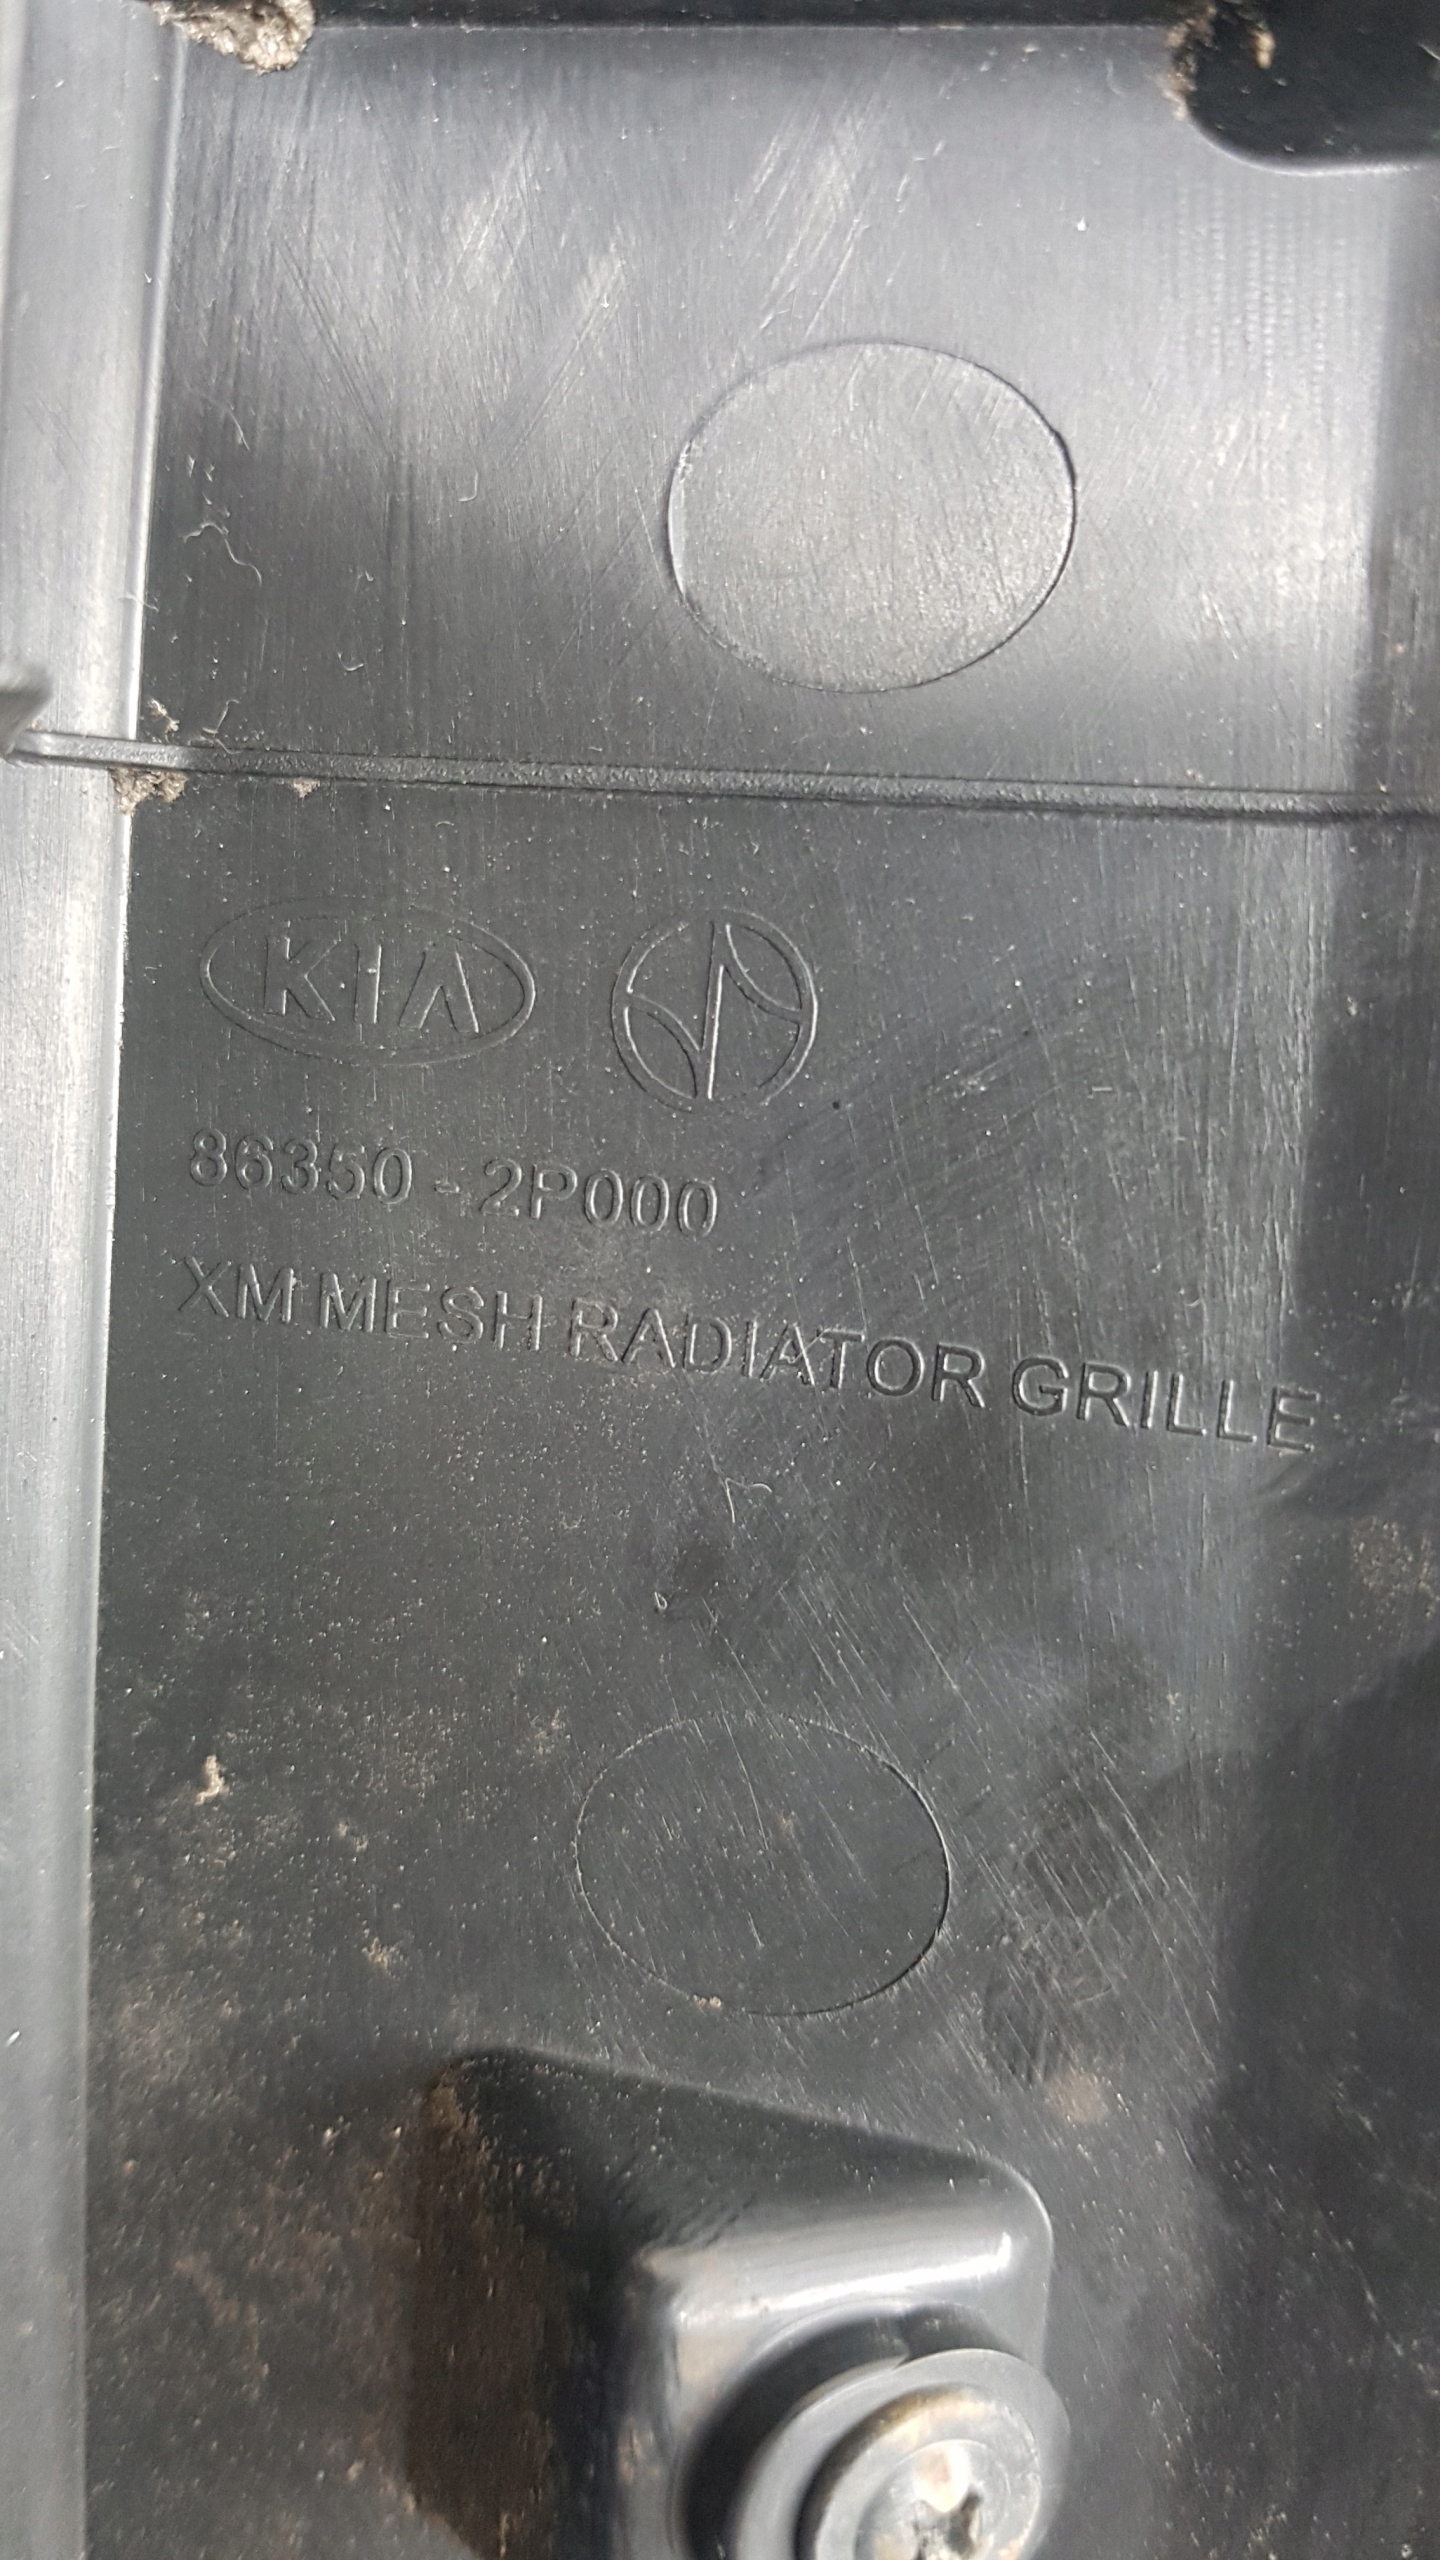 KIA
86350 - 2P000
XM MESH RADIATOR GRILLE